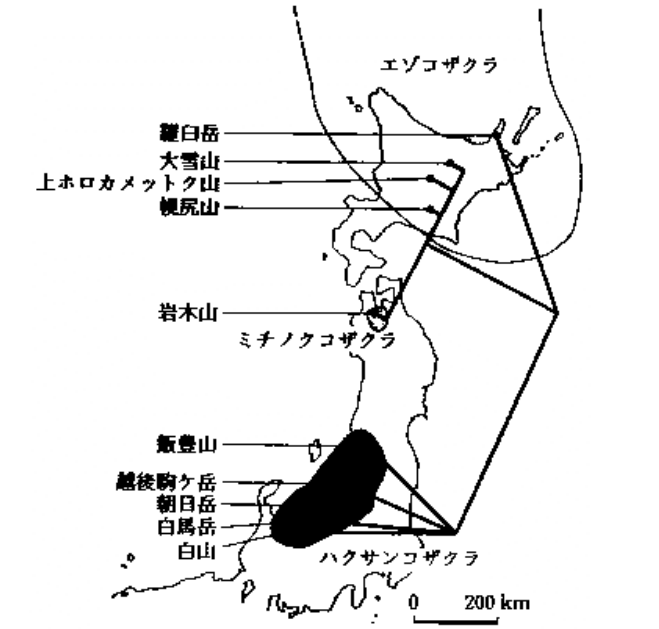 エゾコザクラ
羅臼岳
大雪山
上ホロカメットク山
幌尻山
岩木山
ミチノクコザクラ
飯豊山
越後駒ケ岳
朝日岳
白馬岳
白山
ハクサンコザクラ
0 200 km